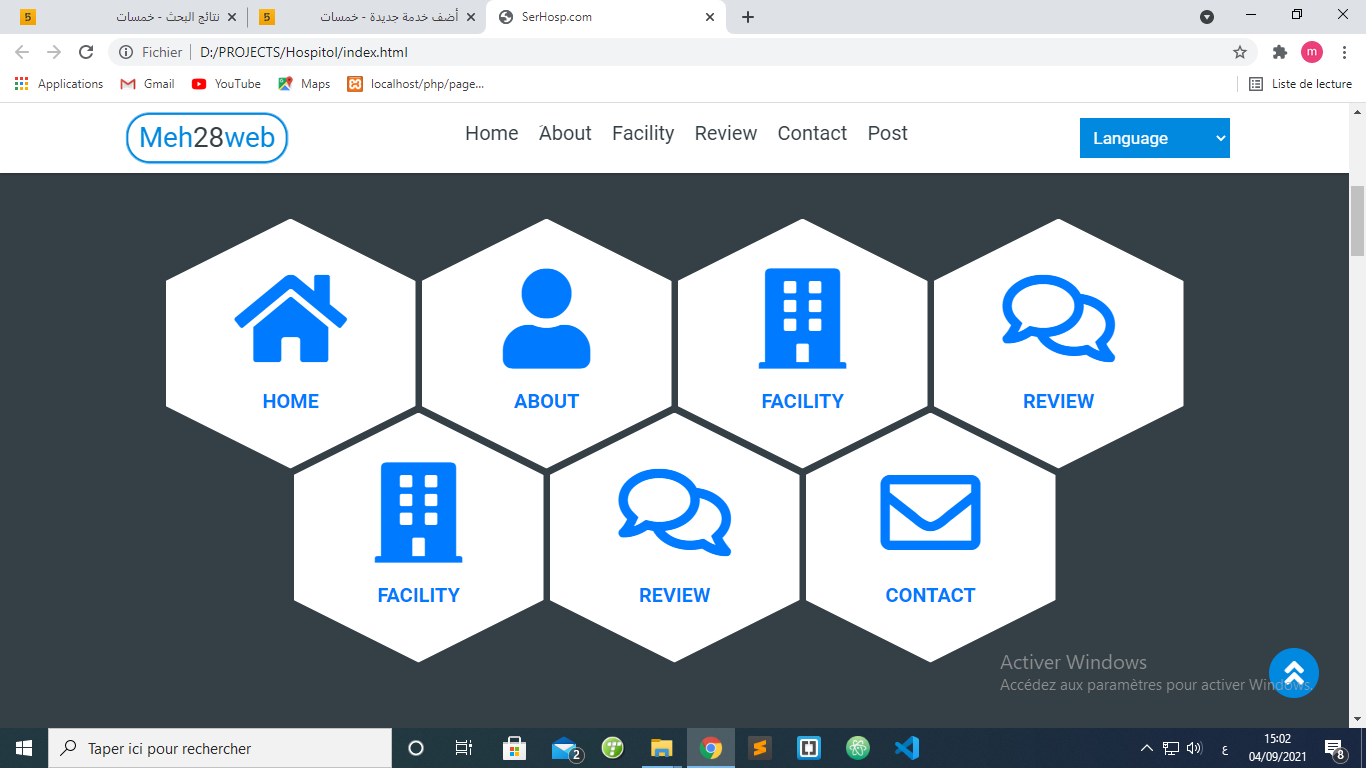 نتائج البحث - خمسات
أضف خدمة جديدة - خمسات
SerHosp.com
Fichier
D:/PROJECTS/Hospitol/index.html
m
Applications
Gmail
YouTube
Maps
localhost/php/page...
Liste de lecture
Meh28web
Home About Facility Review Contact Post
Language
HOME
ABOUT
FACILITY
REVIEW
FACILITY
REVIEW
CONTACT
Activer Windows
Accédez aux paramètres pour activer Windows.
Taper ici pour rechercher
2
ع
15:02
04/09/2021
8